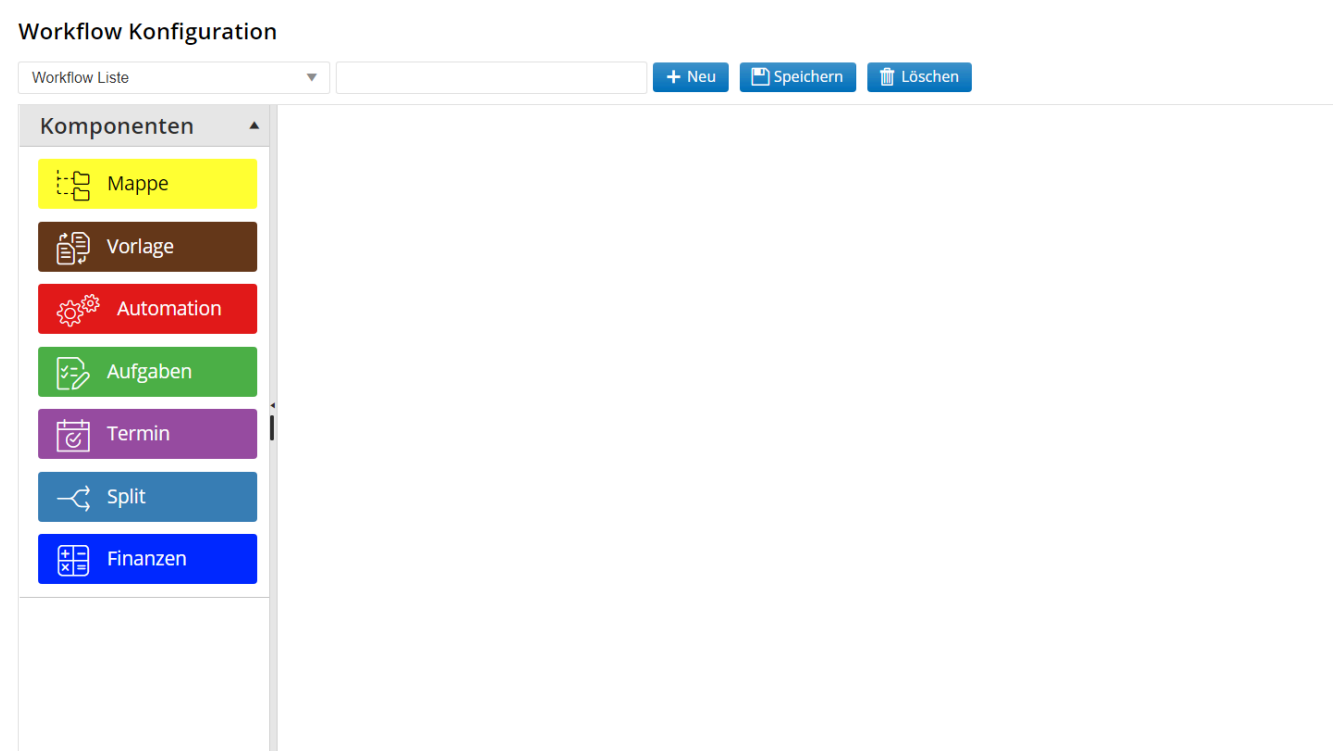 Workflow Konfiguration
Workflow Liste
Neu
Speichern
Löschen
Komponenten
Mappe
Vorlage
Automation
Aufgaben
Termin
Split
Finanzen